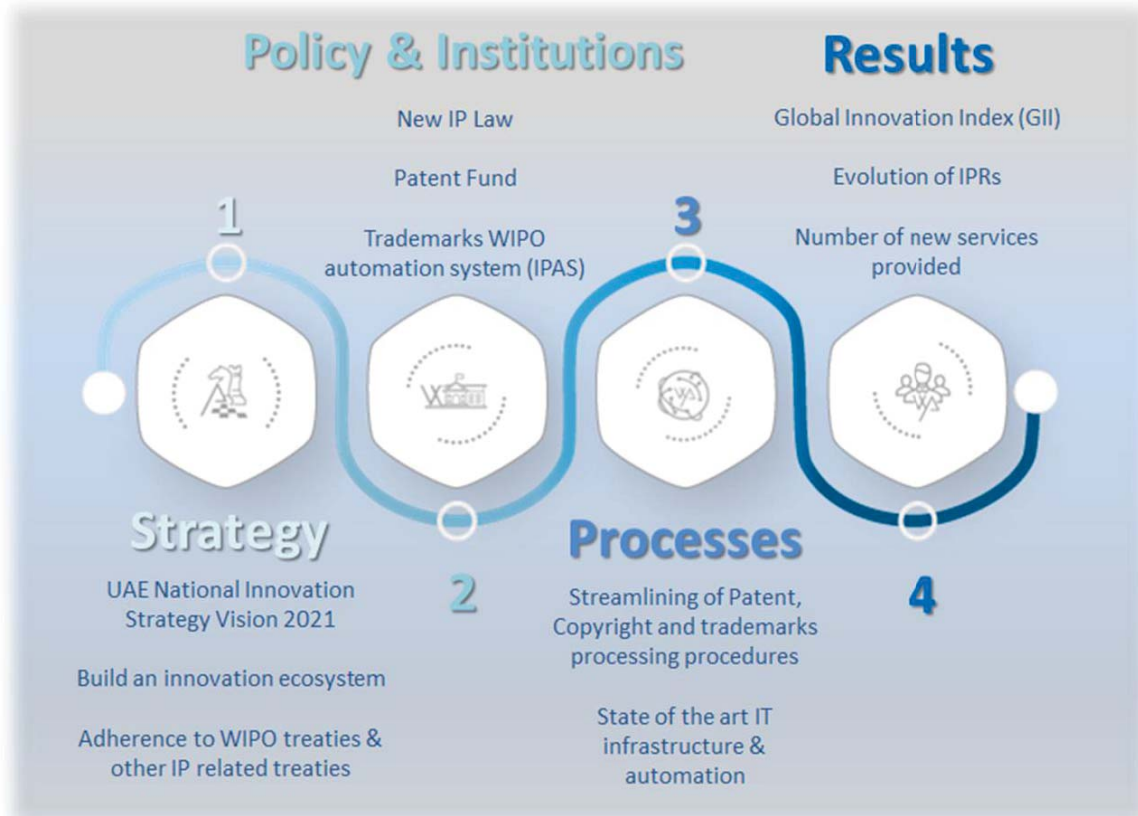 Policy & Institutions
New IP Law
Patent Fund
Trademarks WIPO
automation system (IPAS)
Results
Global Innovation Index (GII)
Evolution of IPRs
Number of new services
provided
1
3
Strategy
UAE National Innovation
Strategy Vision 2021
Build an innovation ecosystem
Adherence to WIPO treaties &
other IP related treaties
2
Processes
Streamlining of Patent,
Copyright and trademarks
processing procedures
State of the art IT
infrastructure &
automation
4